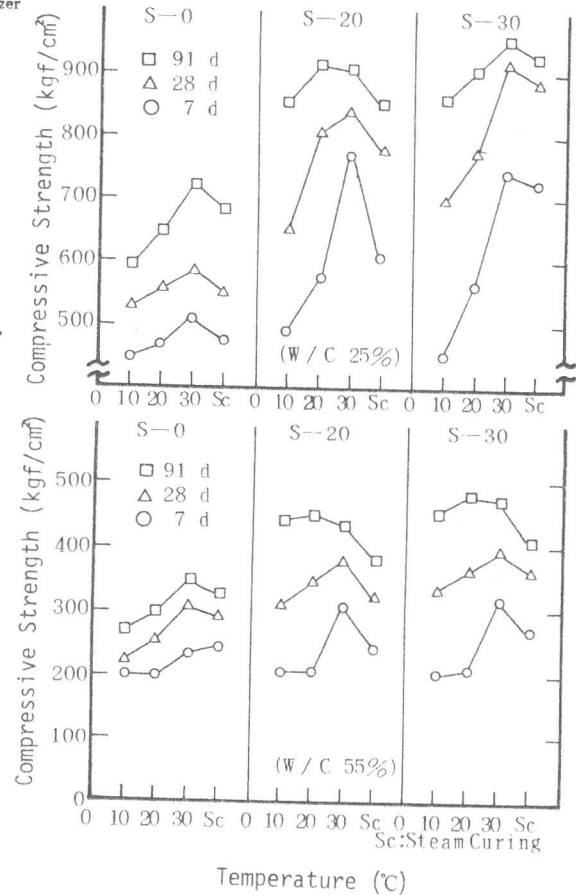 zer
S—0 S—20 S—30
□ 91 d
△ 28 d
○ 7 d
Compressive Strength (kgf/cm²)
900
800
700
600
500
(W/C 25%)
0 10 20 30 Sc 0 10 20 30 Sc 0 10 20 30 Sc
S—0 S—20 S—30
□ 91 d
△ 28 d
○ 7 d
Compressive Strength (kgf/cm²)
500
400
300
200
100
0
(W/C 55%)
0 10 20 30 Sc 0 10 20 30 Sc 0 10 20 30 Sc
Sc:Steam Curing
Temperature (℃)